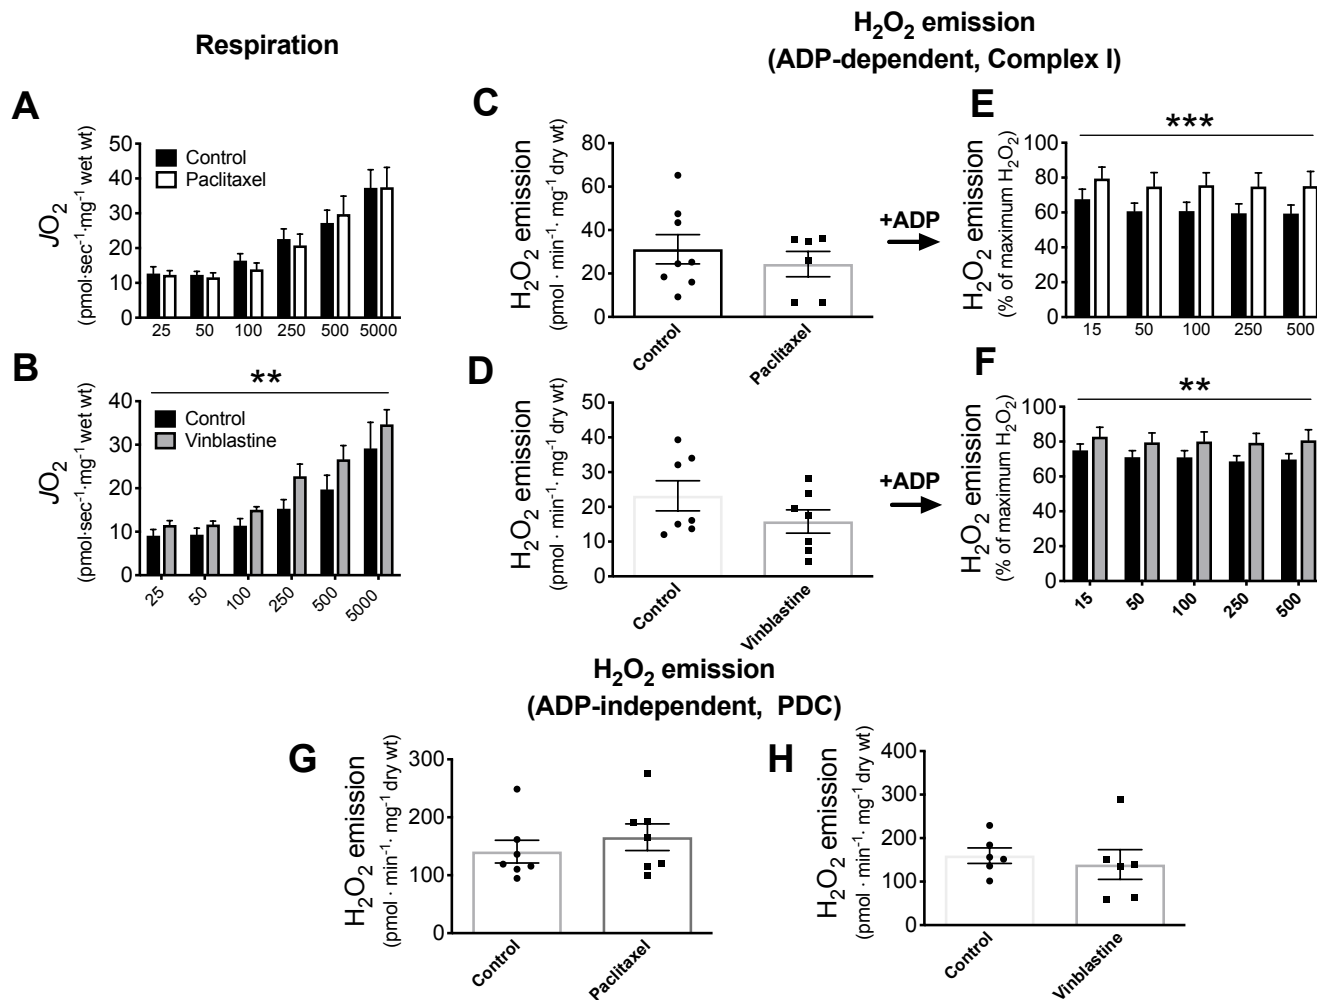 Respiration
H₂O₂ emission
(ADP-dependent, Complex I)
A
JO₂
(pmol·sec⁻¹·mg⁻¹ wet wt)
50
40
30
20
10
0
Control
Paclitaxel
25 50 100 250 500 5000
B
JO₂
(pmol·sec⁻¹·mg⁻¹ wet wt)
**
40
30
20
10
0
Control
Vinblastine
25 50 100 250 500 5000
C
H₂O₂ emission
(pmol · min⁻¹· mg⁻¹ dry wt)
80
60
40
20
0
Control Paclitaxel
+ADP
D
H₂O₂ emission
(pmol · min⁻¹· mg⁻¹ dry wt)
50
40
30
20
10
0
Control Vinblastine
+ADP
E
H₂O₂ emission
(% of maximum H₂O₂)
***
100
80
60
40
20
0
15 50 100 250 500
F
H₂O₂ emission
(% of maximum H₂O₂)
**
100
80
60
40
20
0
15 50 100 250 500
H₂O₂ emission
(ADP-independent, PDC)
G
H₂O₂ emission
(pmol · min⁻¹· mg⁻¹ dry wt)
300
200
100
0
Control Paclitaxel
H
H₂O₂ emission
(pmol · min⁻¹· mg⁻¹ dry wt)
400
300
200
100
0
Control Vinblastine